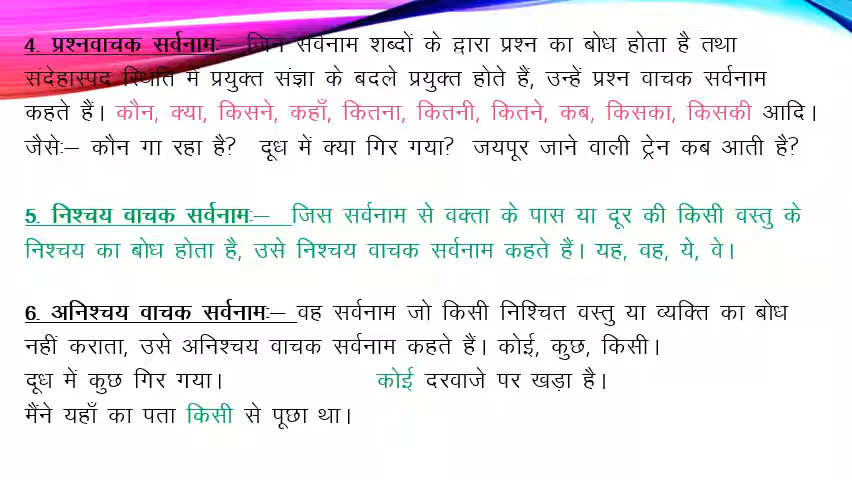 4. प्रश्नवाचक सर्वनामः– जिन सर्वनाम शब्दों के द्वारा प्रश्न का बोध होता है तथा
संदेहास्पद स्थिति में प्रयुक्त संज्ञा के बदले प्रयुक्त होते हैं, उन्हें प्रश्न वाचक सर्वनाम
कहते हैं। कौन, क्या, किसने, कहाँ, कितना, कितनी, कितने, कब, किसका, किसकी आदि।
जैसेः– कौन गा रहा है? दूध में क्या गिर गया? जयपूर जाने वाली ट्रेन कब आती है?
5. निश्चय वाचक सर्वनामः– जिस सर्वनाम से वक्ता के पास या दूर की किसी वस्तु के
निश्चय का बोध होता है, उसे निश्चय वाचक सर्वनाम कहते हैं। यह, वह, ये, वे।
6. अनिश्चय वाचक सर्वनामः– वह सर्वनाम जो किसी निश्चित वस्तु या व्यक्ति का बोध
नहीं कराता, उसे अनिश्चय वाचक सर्वनाम कहते हैं। कोई, कुछ, किसी।
दूध में कुछ गिर गया। कोई दरवाजे पर खड़ा है।
मैंने यहाँ का पता किसी से पूछा था।